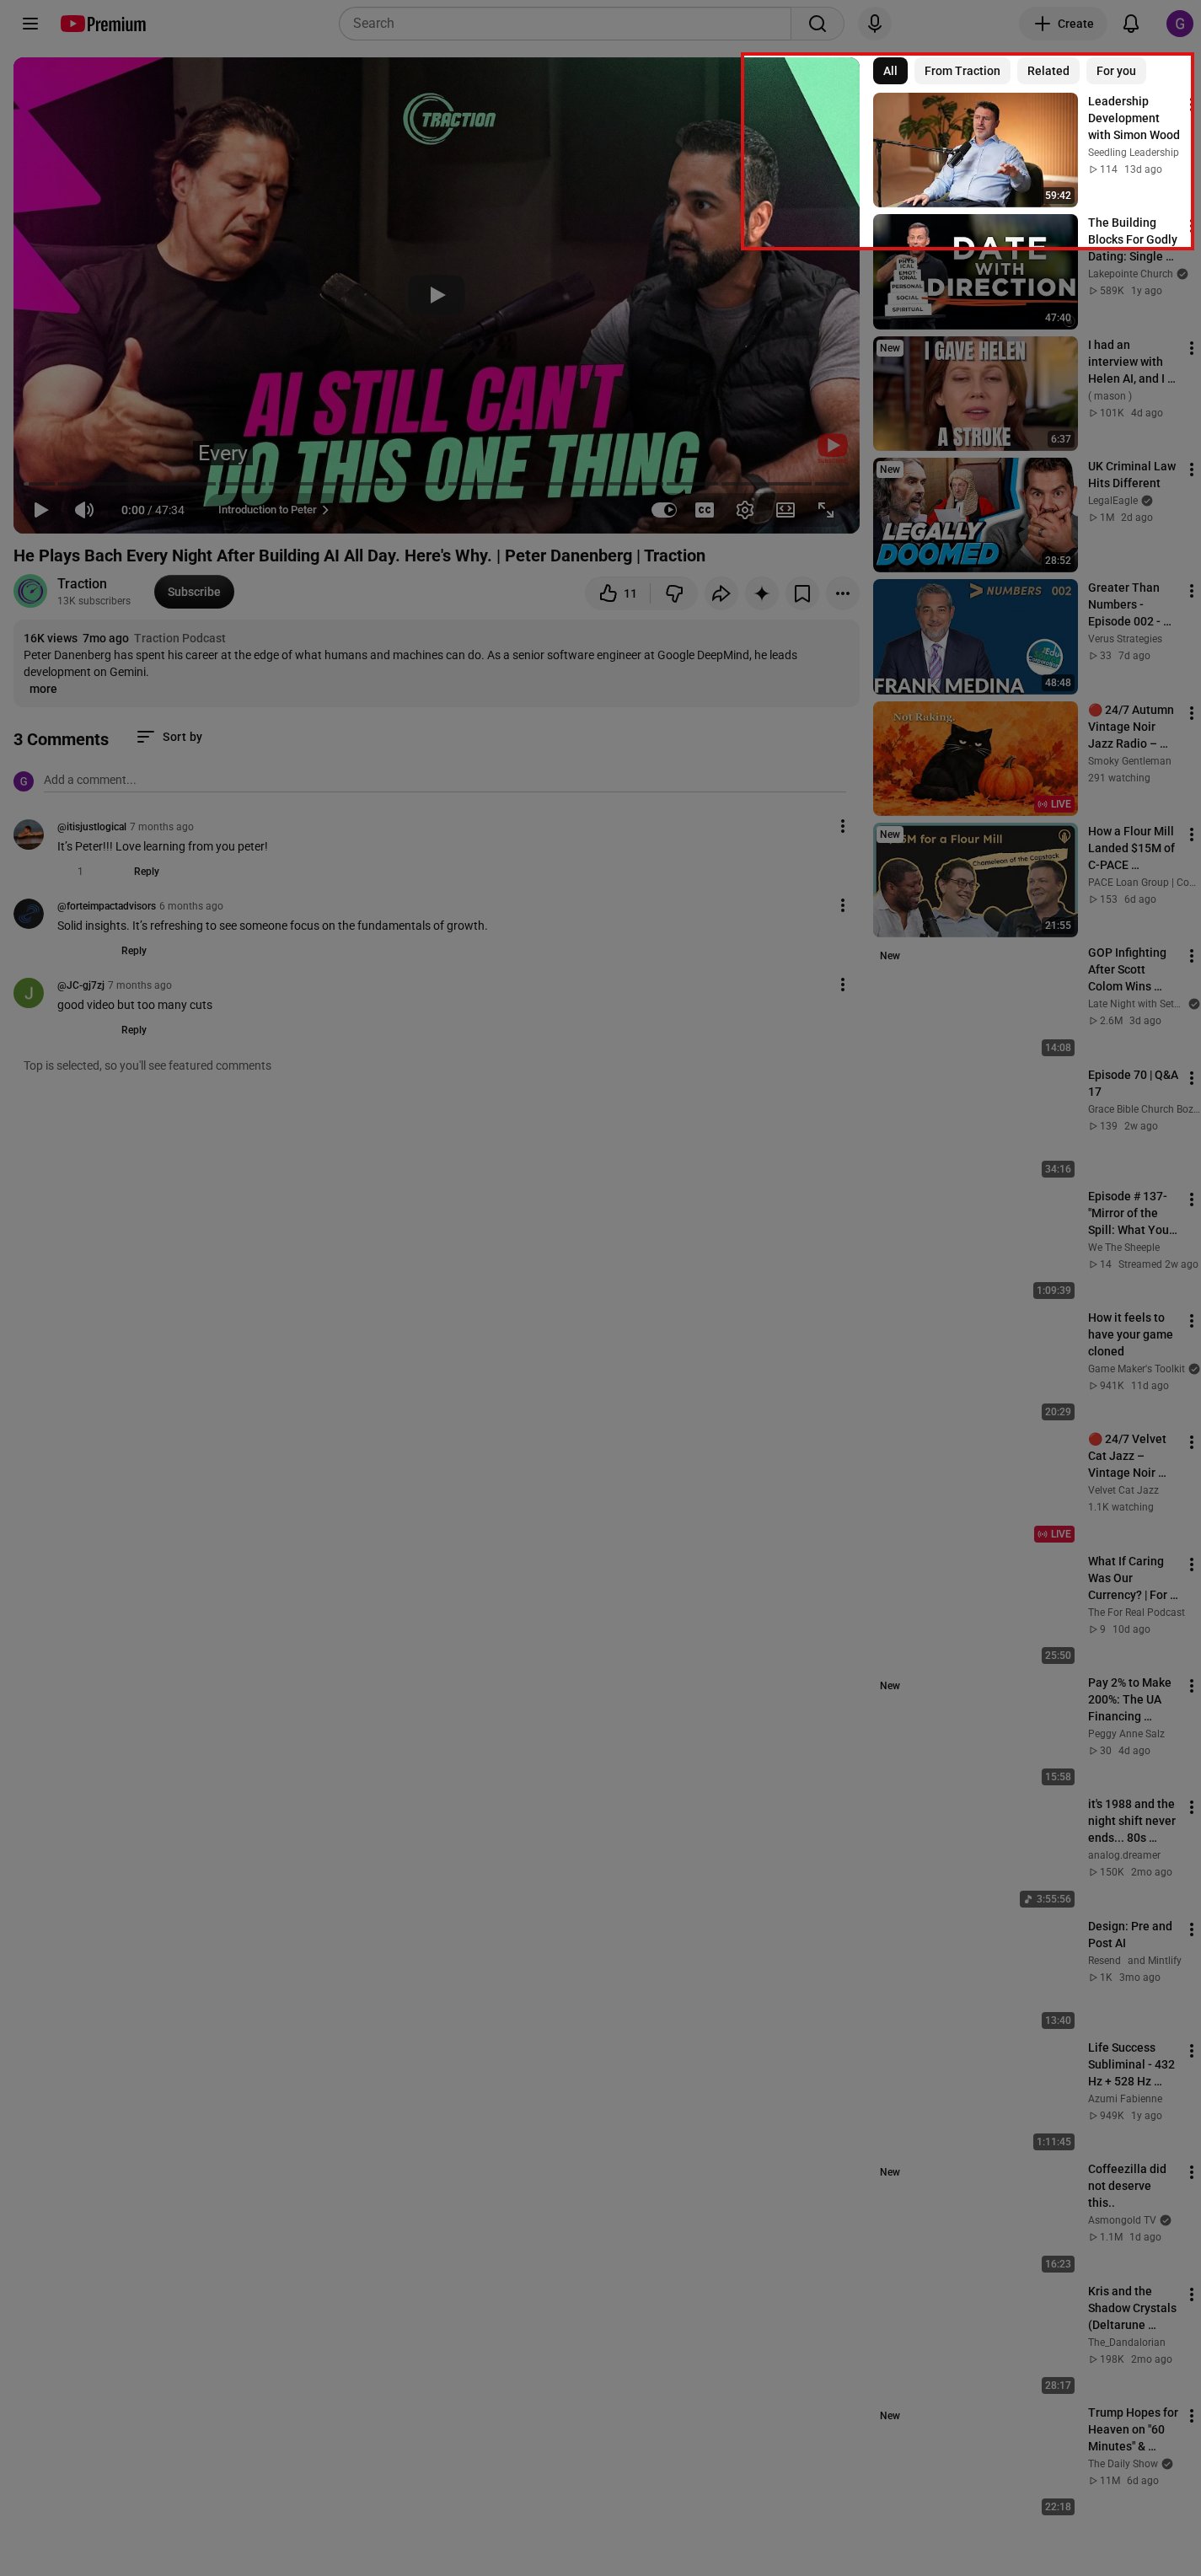 Premium
Search
Create
G
TRACTION
AI STILL CAN'T
DO THIS ONE THING
Every
0:00 / 47:34
Introduction to Peter
CC
He Plays Bach Every Night After Building AI All Day. Here's Why. | Peter Danenberg | Traction
Traction
13K subscribers
Subscribe
11
16K views 7mo ago Traction Podcast
Peter Danenberg has spent his career at the edge of what humans and machines can do. As a senior software engineer at Google DeepMind, he leads
development on Gemini.
more
3 Comments
Sort by
G
Add a comment...
@itisjustlogical 7 months ago
It's Peter!!! Love learning from you peter!
1
Reply
@forteimpactadvisors 6 months ago
Solid insights. It's refreshing to see someone focus on the fundamentals of growth.
Reply
J
@JC-gj7zj 7 months ago
good video but too many cuts
Reply
Top is selected, so you'll see featured comments
All
From Traction
Related
For you
59:42
Leadership
Development
with Simon Wood
Seedling Leadership
114 13d ago
DATE
WITH
DIRECTION
PHYSICAL
EMOTIONAL
PERSONAL
SOCIAL
SPIRITUAL
47:40
The Building
Blocks For Godly
Dating: Single ...
Lakepointe Church
589K 1y ago
New
I GAVE HELEN
A STROKE
6:37
I had an
interview with
Helen AI, and I ...
( mason )
101K 4d ago
New
LEGALLY
DOOMED
28:52
UK Criminal Law
Hits Different
LegalEagle
1M 2d ago
NUMBERS 002
FRANK MEDINA
48:48
Greater Than
Numbers -
Episode 002 - ...
Verus Strategies
33 7d ago
Not Raking.
LIVE
🔴 24/7 Autumn
Vintage Noir
Jazz Radio – ...
Smoky Gentleman
291 watching
New
5M for a Flour Mill
Chameleon of the Capstack
21:55
How a Flour Mill
Landed $15M of
C-PACE ...
PACE Loan Group | Co...
153 6d ago
New
14:08
GOP Infighting
After Scott
Colom Wins ...
Late Night with Set...
2.6M 3d ago
34:16
Episode 70 | Q&A
17
Grace Bible Church Boz...
139 2w ago
1:09:39
Episode # 137-
"Mirror of the
Spill: What You...
We The Sheeple
14 Streamed 2w ago
20:29
How it feels to
have your game
cloned
Game Maker's Toolkit
941K 11d ago
LIVE
🔴 24/7 Velvet
Cat Jazz –
Vintage Noir ...
Velvet Cat Jazz
1.1K watching
25:50
What If Caring
Was Our
Currency? | For ...
The For Real Podcast
9 10d ago
New
15:58
Pay 2% to Make
200%: The UA
Financing ...
Peggy Anne Salz
30 4d ago
3:55:56
it's 1988 and the
night shift never
ends... 80s ...
analog.dreamer
150K 2mo ago
13:40
Design: Pre and
Post AI
Resend and Mintlify
1K 3mo ago
1:11:45
Life Success
Subliminal - 432
Hz + 528 Hz ...
Azumi Fabienne
949K 1y ago
New
16:23
Coffeezilla did
not deserve
this..
Asmongold TV
1.1M 1d ago
28:17
Kris and the
Shadow Crystals
(Deltarune ...
The_Dandalorian
198K 2mo ago
New
22:18
Trump Hopes for
Heaven on "60
Minutes" & ...
The Daily Show
11M 6d ago